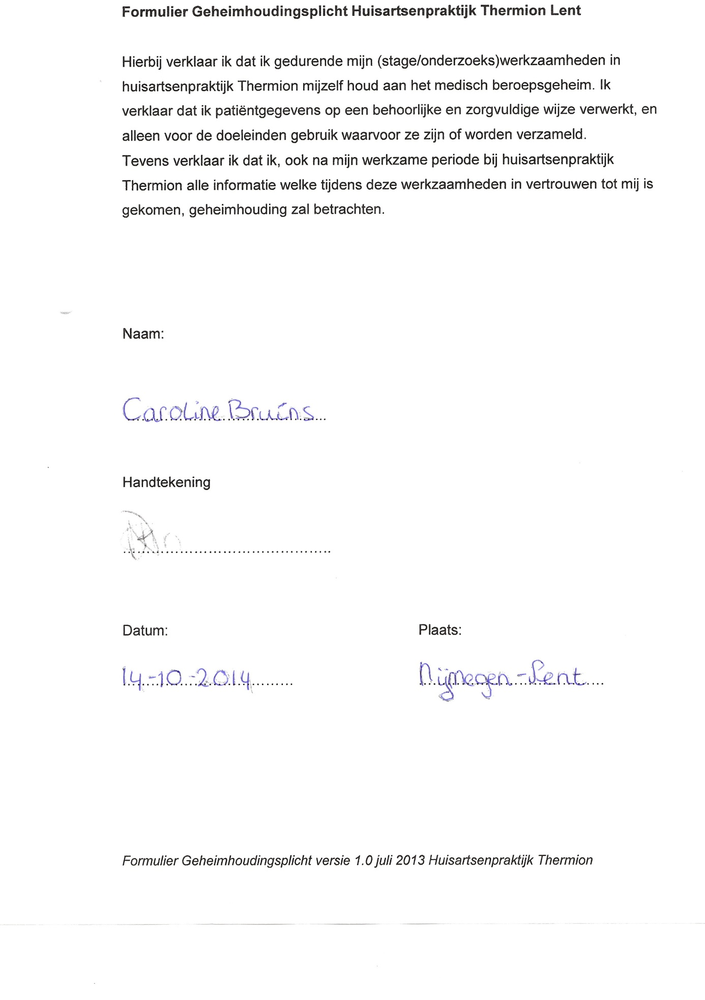 Formulier Geheimhoudingsplicht Huisartsenpraktijk Thermion Lent
Hierbij verklaar ik dat ik gedurende mijn (stage/onderzoeks)werkzaamheden in
huisartsenpraktijk Thermion mijzelf houd aan het medisch beroepsgeheim. Ik
verklaar dat ik patiëntgegevens op een behoorlijke en zorgvuldige wijze verwerkt, en
alleen voor de doeleinden gebruik waarvoor ze zijn of worden verzameld.
Tevens verklaar ik dat ik, ook na mijn werkzame periode bij huisartsenpraktijk
Thermion alle informatie welke tijdens deze werkzaamheden in vertrouwen tot mij is
gekomen, geheimhouding zal betrachten.
Naam:
Caroline Bruins
Handtekening
Datum: Plaats:
14-10-2014 Nijmegen-Lent
Formulier Geheimhoudingsplicht versie 1.0 juli 2013 Huisartsenpraktijk Thermion